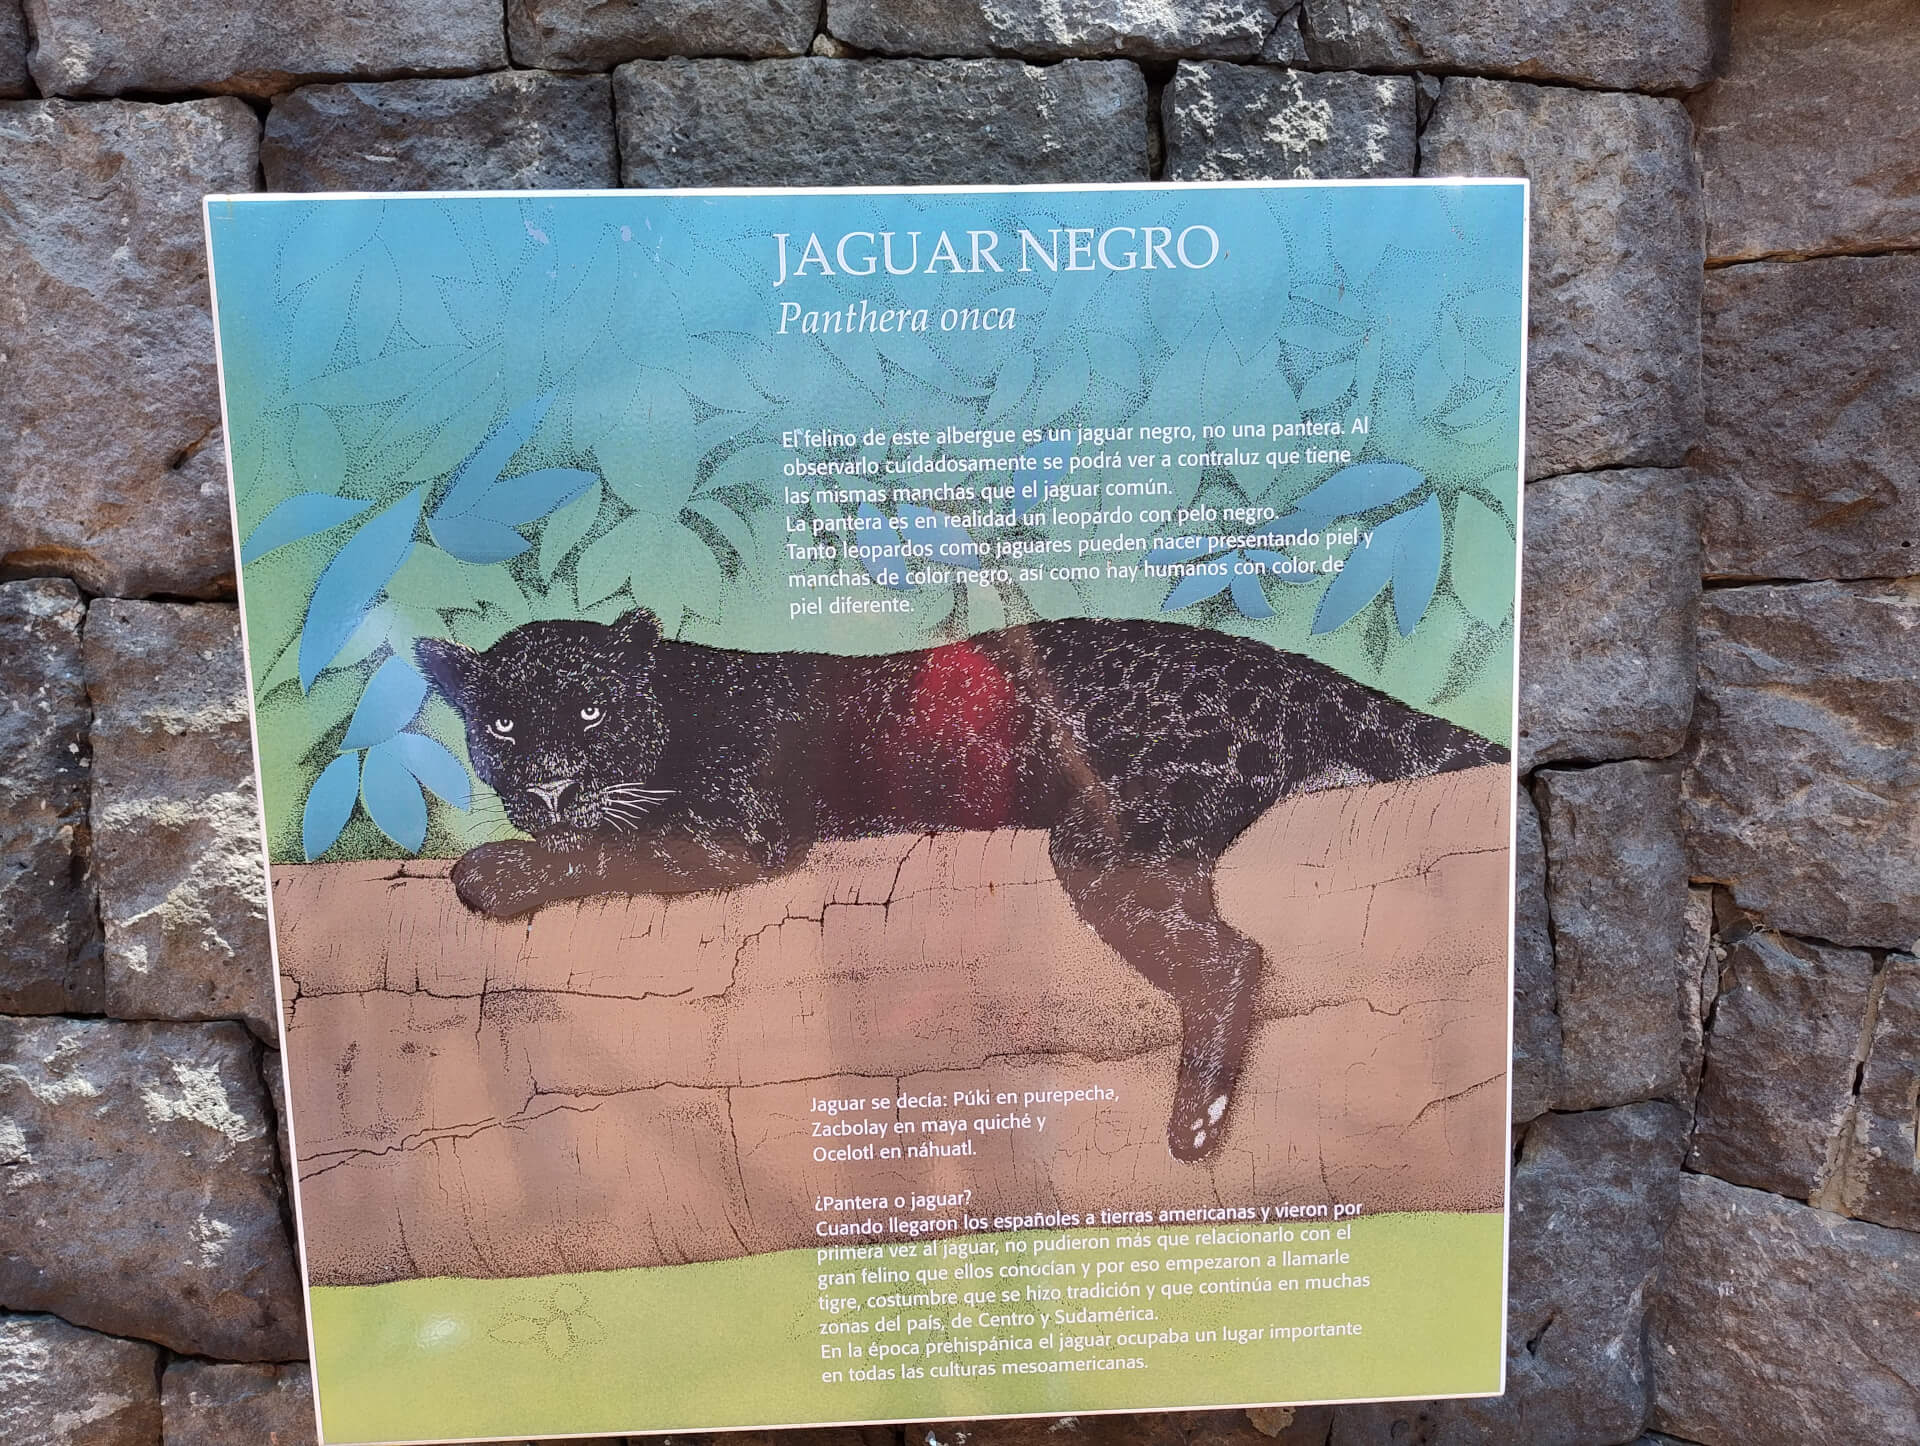 JAGUAR NEGRO
Panthera onca
El felino de este albergue es un jaguar negro, no una pantera. Al
observarlo cuidadosamente se podrá ver a contraluz que tiene
las mismas manchas que el jaguar común.
La pantera es en realidad un leopardo con pelo negro.
Tanto leopardos como jaguares pueden nacer presentando piel y
manchas de color negro, así como hay humanos con color de
piel diferente.
Jaguar se decía: Púki en purepecha,
Zacbolay en maya quiché y
Ocelotl en náhuatl.
¿Pantera o jaguar?
Cuando llegaron los españoles a tierras americanas y vieron por
primera vez al jaguar, no pudieron más que relacionarlo con el
gran felino que ellos conocían y por eso empezaron a llamarle
tigre, costumbre que se hizo tradición y que continúa en muchas
zonas del país, de Centro y Sudamérica.
En la época prehispánica el jaguar ocupaba un lugar importante
en todas las culturas mesoamericanas.